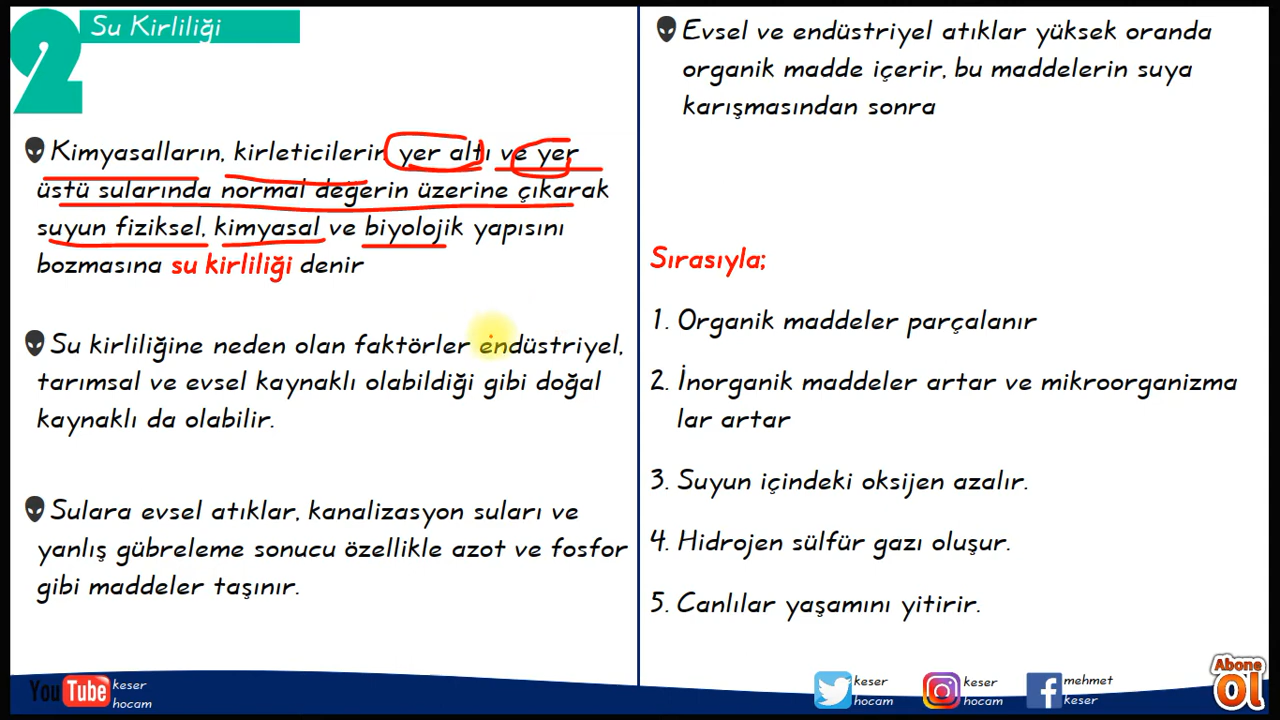 2
Su Kirliliği
Kimyasalların, kirleticilerin yer altı ve yer
üstü sularında normal değerin üzerine çıkarak
suyun fiziksel, kimyasal ve biyolojik yapısını
bozmasına su kirliliği denir
Su kirliliğine neden olan faktörler endüstriyel,
tarımsal ve evsel kaynaklı olabildiği gibi doğal
kaynaklı da olabilir.
Sulara evsel atıklar, kanalizasyon suları ve
yanlış gübreleme sonucu özellikle azot ve fosfor
gibi maddeler taşınır.
Evsel ve endüstriyel atıklar yüksek oranda
organik madde içerir, bu maddelerin suya
karışmasından sonra
Sırasıyla;
1. Organik maddeler parçalanır
2. İnorganik maddeler artar ve mikroorganizma
lar artar
3. Suyun içindeki oksijen azalır.
4. Hidrojen sülfür gazı oluşur.
5. Canlılar yaşamını yitirir.
YouTube keser
hocam
keser
hocam
keser
hocam
mehmet
keser
Abone
Ol